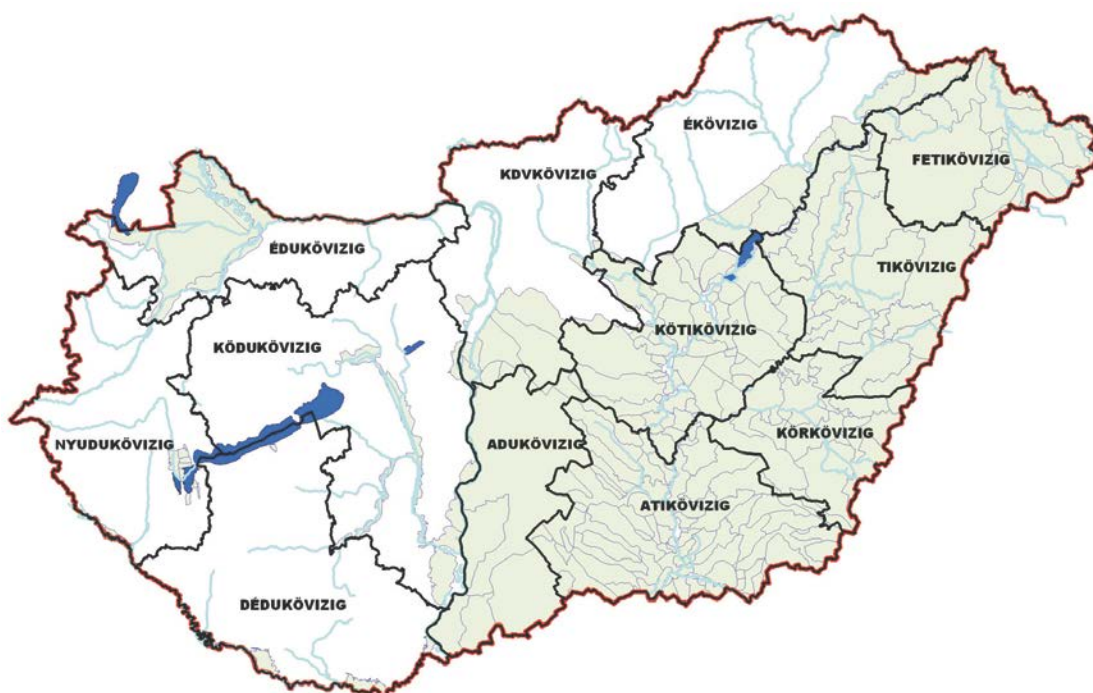 ÉKÖVIZIG
FETIKÖVIZIG
KDVKÖVIZIG
ÉDUKÖVIZIG
TIKÖVIZIG
KÖTIKÖVIZIG
KÖDUKÖVIZIG
NYUDUKÖVIZIG
ADUKÖVIZIG
KÖRKÖVIZIG
ATIKÖVIZIG
DÉDUKÖVIZIG